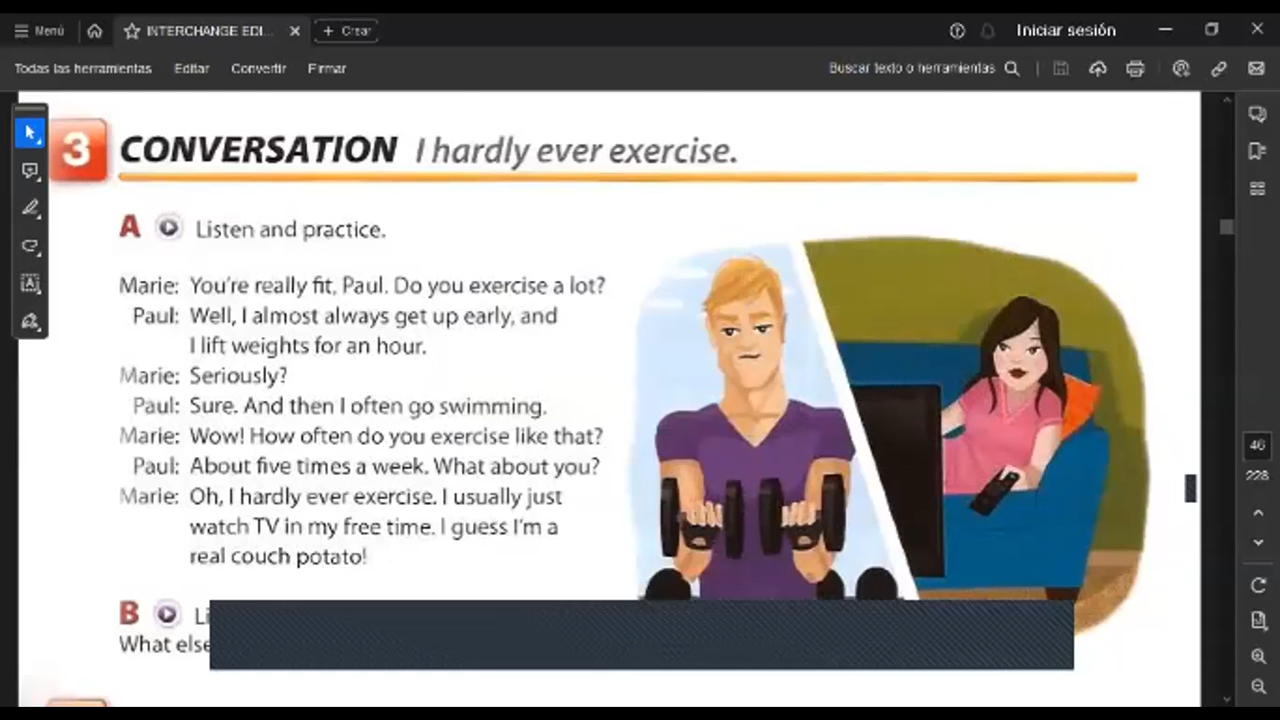 Menú
INTERCHANGE EDI...
Crear
Iniciar sesión
Todas las herramientas
Editar
Convertir
Firmar
Buscar texto o herramientas
3 CONVERSATION I hardly ever exercise.
A Listen and practice.
Marie: You're really fit, Paul. Do you exercise a lot?
Paul: Well, I almost always get up early, and
I lift weights for an hour.
Marie: Seriously?
Paul: Sure. And then I often go swimming.
Marie: Wow! How often do you exercise like that?
Paul: About five times a week. What about you?
Marie: Oh, I hardly ever exercise. I usually just
watch TV in my free time. I guess I'm a
real couch potato!
B
What else
46
228